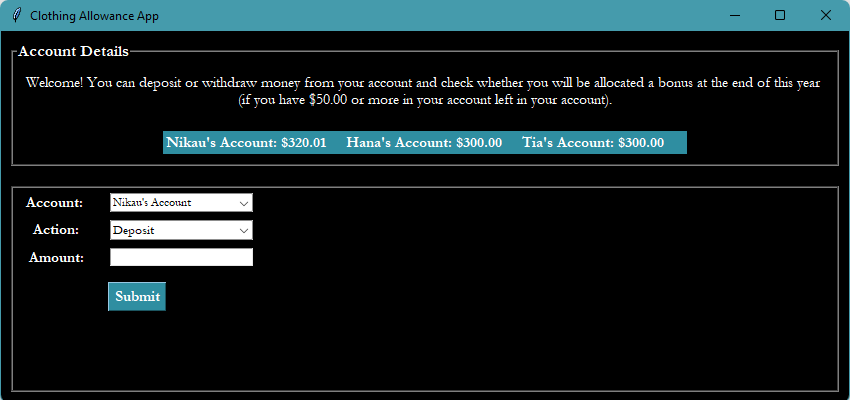 Clothing Allowance App
Account Details
Welcome! You can deposit or withdraw money from your account and check whether you will be allocated a bonus at the end of this year
(if you have $50.00 or more in your account left in your account).
Nikau's Account: $320.01 Hana's Account: $300.00 Tia's Account: $300.00
Account: Nikau's Account
Action: Deposit
Amount:
Submit